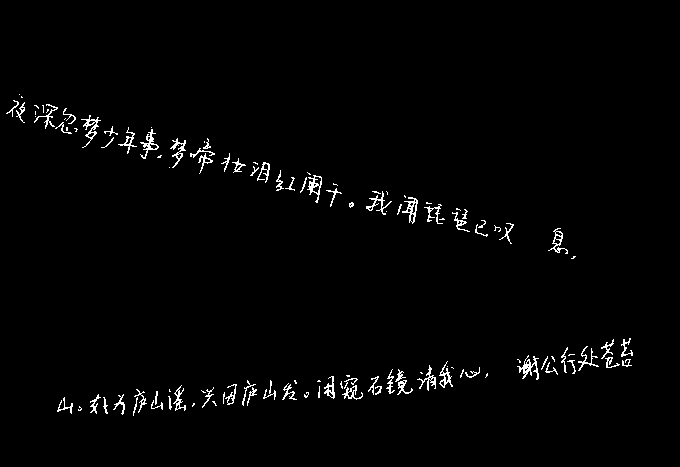 夜深忽梦少年事,梦啼妆泪红阑干。我闻琵琶已叹 息,
山。好为庐山谣,兴因庐山发。闲窥石镜清我心, 谢公行处苍苔